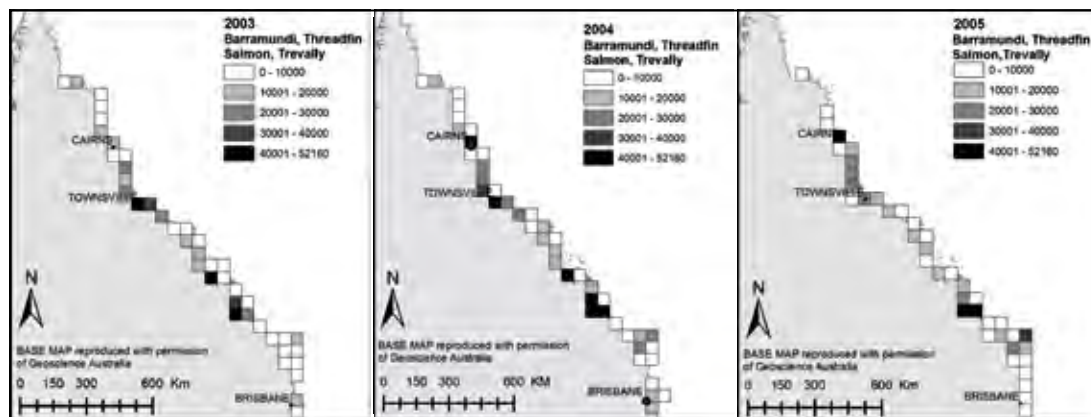 2003
Barramundi, Threadfin
Salmon, Trevally
0 - 10000
10001 - 20000
20001 - 30000
30001 - 40000
40001 - 52160
CAIRNS
TOWNSVILLE
N
BASE MAP reproduced with permission
of Geoscience Australia
0 150 300 600 Km
BRISBANE
2004
Barramundi, Threadfin
Salmon, Trevally
0 - 10000
10001 - 20000
20001 - 30000
30001 - 40000
40001 - 52160
CAIRNS
TOWNSVILLE
N
BASE MAP reproduced with permission
of Geoscience Australia
0 150 300 600 KM
BRISBANE
2005
Barramundi, Threadfin
Salmon, Trevally
0 - 10000
10001 - 20000
20001 - 30000
30001 - 40000
40001 - 52160
CAIRN
TOWNSVILLE
N
BASE MAP reproduced with permission
of Geoscience Australia
0 150 300 600 Km
BRISBANE